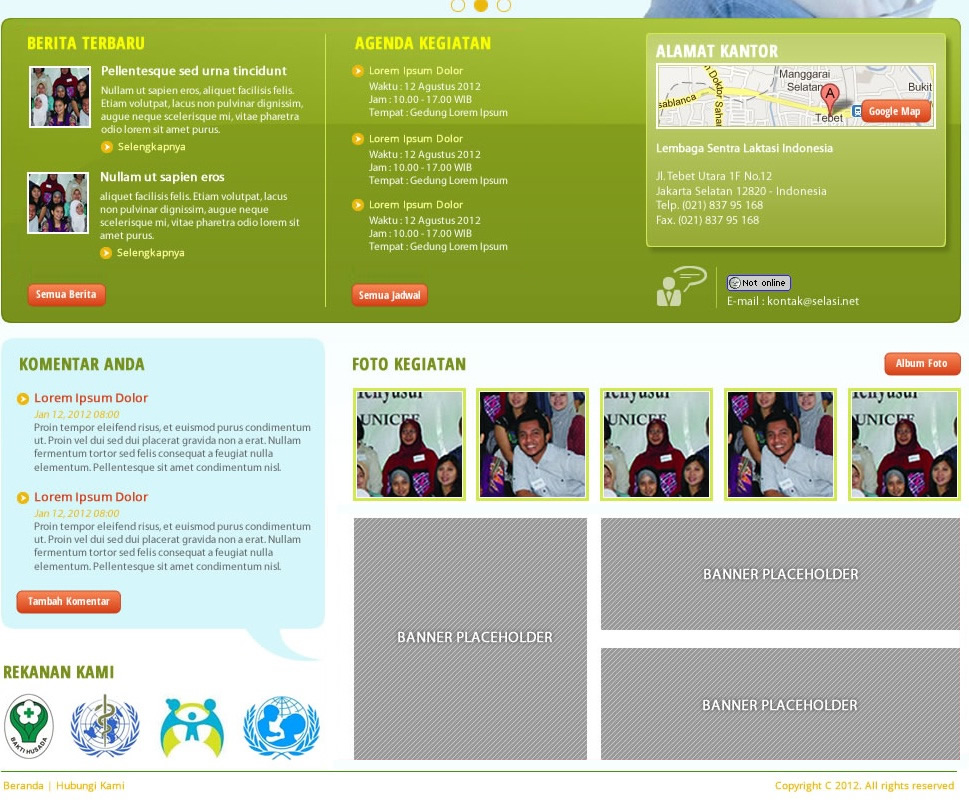 BERITA TERBARU
Pellentesque sed urna tincidunt
Nullam ut sapien eros, aliquet facilisis felis.
Etiam volutpat, lacus non pulvinar dignissim,
augue neque scelerisque mi, vitae pharetra
odio lorem sit amet purus.
Selengkapnya
Nullam ut sapien eros
aliquet facilisis felis. Etiam volutpat, lacus
non pulvinar dignissim, augue neque
scelerisque mi, vitae pharetra odio lorem sit
amet purus.
Selengkapnya
Semua Berita
AGENDA KEGIATAN
Lorem Ipsum Dolor
Waktu : 12 Agustus 2012
Jam : 10.00 - 17.00 WIB
Tempat : Gedung Lorem Ipsum
Lorem Ipsum Dolor
Waktu : 12 Agustus 2012
Jam : 10.00 - 17.00 WIB
Tempat : Gedung Lorem Ipsum
Lorem Ipsum Dolor
Waktu : 12 Agustus 2012
Jam : 10.00 - 17.00 WIB
Tempat : Gedung Lorem Ipsum
Semua Jadwal
ALAMAT KANTOR
Manggarai
Selatan
Bukit
sablanca
A
Tebet
Google Map
Lembaga Sentra Laktasi Indonesia
Jl.Tebet Utara 1F No.12
Jakarta Selatan 12820 - Indonesia
Telp. (021) 837 95 168
Fax. (021) 837 95 168
Not online
E-mail : kontak@selasi.net
KOMENTAR ANDA
Lorem Ipsum Dolor
Jan 12, 2012 08:00
Proin tempor eleifend risus, et euismod purus condimentum
ut. Proin vel dui sed dui placerat gravida non a erat. Nullam
fermentum tortor sed felis consequat a feugiat nulla
elementum. Pellentesque sit amet condimentum nisl.
Lorem Ipsum Dolor
Jan 12, 2012 08:00
Proin tempor eleifend risus, et euismod purus condimentum
ut. Proin vel dui sed dui placerat gravida non a erat. Nullam
fermentum tortor sed felis consequat a feugiat nulla
elementum. Pellentesque sit amet condimentum nisl.
Tambah Komentar
FOTO KEGIATAN
Album Foto
UNICEF
UNICEF
UNICEF
BANNER PLACEHOLDER
BANNER PLACEHOLDER
BANNER PLACEHOLDER
REKANAN KAMI
BAKTI HUSADA
Beranda | Hubungi Kami
Copyright C 2012. All rights reserved